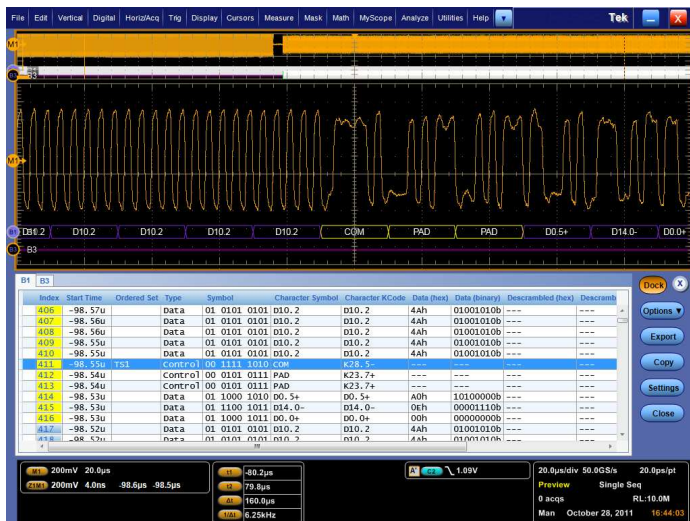 File Edit Vertical Digital Horiz/Acq Trig Display Cursors Measure Mask Math MyScope Analyze Utilities Help Tek X
M1
B3
M1
B1 D10.2 D10.2 D10.2 D10.2 COM PAD PAD D0.5+ D14.0- D0.0+
B3 B3
B1 B3
Dock X
Index Start Time Ordered Set Type Symbol Character Symbol Character KCode Data (hex) Data (binary) Descrambled (hex) Descramb
406 -98.57u Data 01 0101 0101 D10.2 D10.2 4Ah 01001010b --- ---
407 -98.56u Data 01 0101 0101 D10.2 D10.2 4Ah 01001010b --- ---
408 -98.56u Data 01 0101 0101 D10.2 D10.2 4Ah 01001010b --- ---
409 -98.55u Data 01 0101 0101 D10.2 D10.2 4Ah 01001010b --- ---
410 -98.55u Data 01 0101 0101 D10.2 D10.2 4Ah 01001010b --- ---
411 -98.55u TS1 Control 00 1111 1010 COM K28.5- --- --- --- ---
412 -98.54u Control 00 0101 0111 PAD K23.7+ --- --- --- ---
413 -98.54u Control 00 0101 0111 PAD K23.7+ --- --- --- ---
414 -98.53u Data 01 1000 1010 D0.5+ D0.5+ A0h 10100000b --- ---
415 -98.53u Data 01 1100 1011 D14.0- D14.0- 0Eh 00001110b --- ---
416 -98.53u Data 01 1000 1011 D0.0+ D0.0+ 00h 00000000b --- ---
417 -98.52u Data 01 0101 0101 D10.2 D10.2 4Ah 01001010b --- ---
418 -98.52u Data 01 0101 0101 D10.2 D10.2 4Ah 01001010b --- ---
Options
Export
Copy
Settings
Close
M1 200mV 20.0µs
Z1M1 200mV 4.0ns -98.6µs -98.5µs
t1 -80.2µs
t2 79.8µs
Δt 160.0µs
1/Δt 6.25kHz
A' C2 1.09V
20.0µs/div 50.0GS/s 20.0ps/pt
Preview Single Seq
0 acqs RL:10.0M
Man October 28, 2011 16:44:03